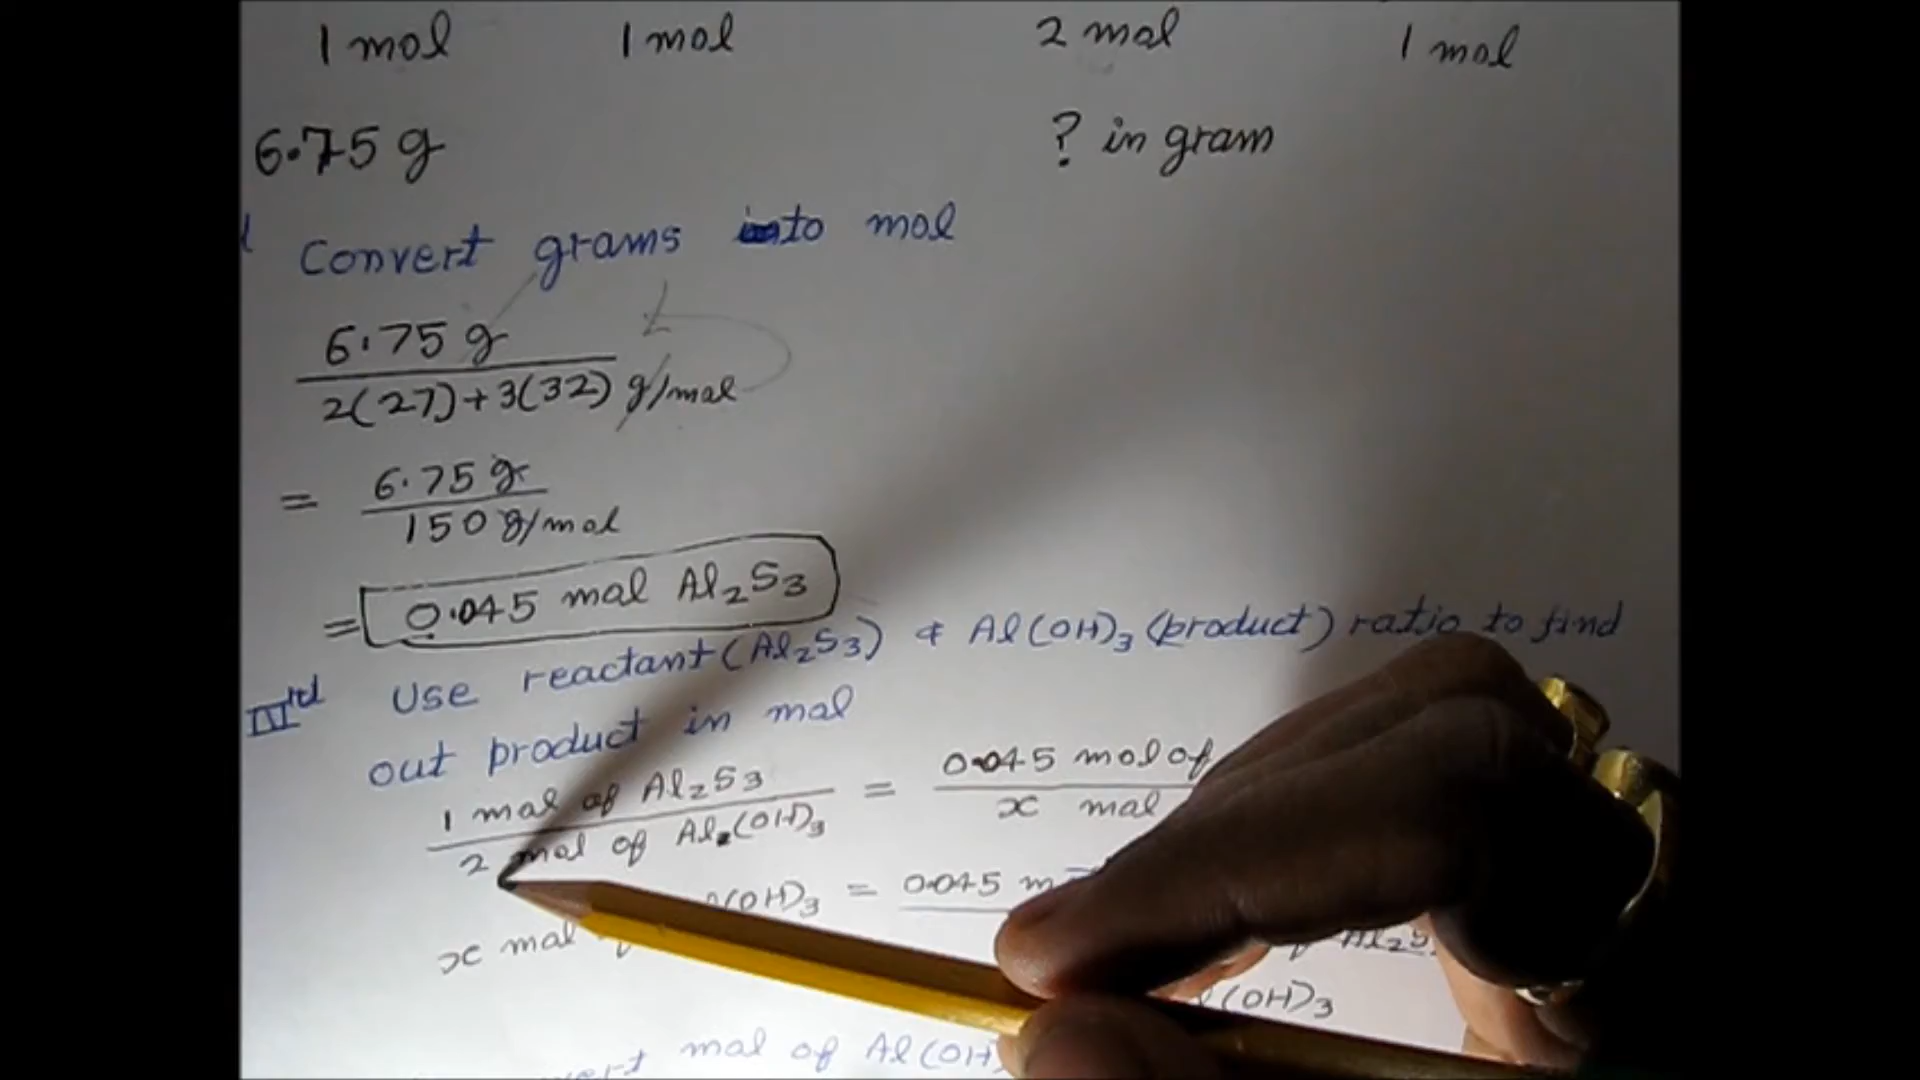 1 mol 1 mol 2 mol 1 mol
6.75 g ? in gram
Convert grams to mol
6.75 g
2(27)+3(32) g/mol
= 6.75 g
150 g/mol
= 0.045 mol Al₂S₃
IIIrd Use reactant (Al₂S₃) & Al(OH)₃ (product) ratio to find
out product in mol
1 mol of Al₂S₃ = 0.045 mol of
2 mol of Al(OH)₃ x mol
x mol (OH)₃ = 0.045
Al₂S
(OH)₃
mol of Al(OH)